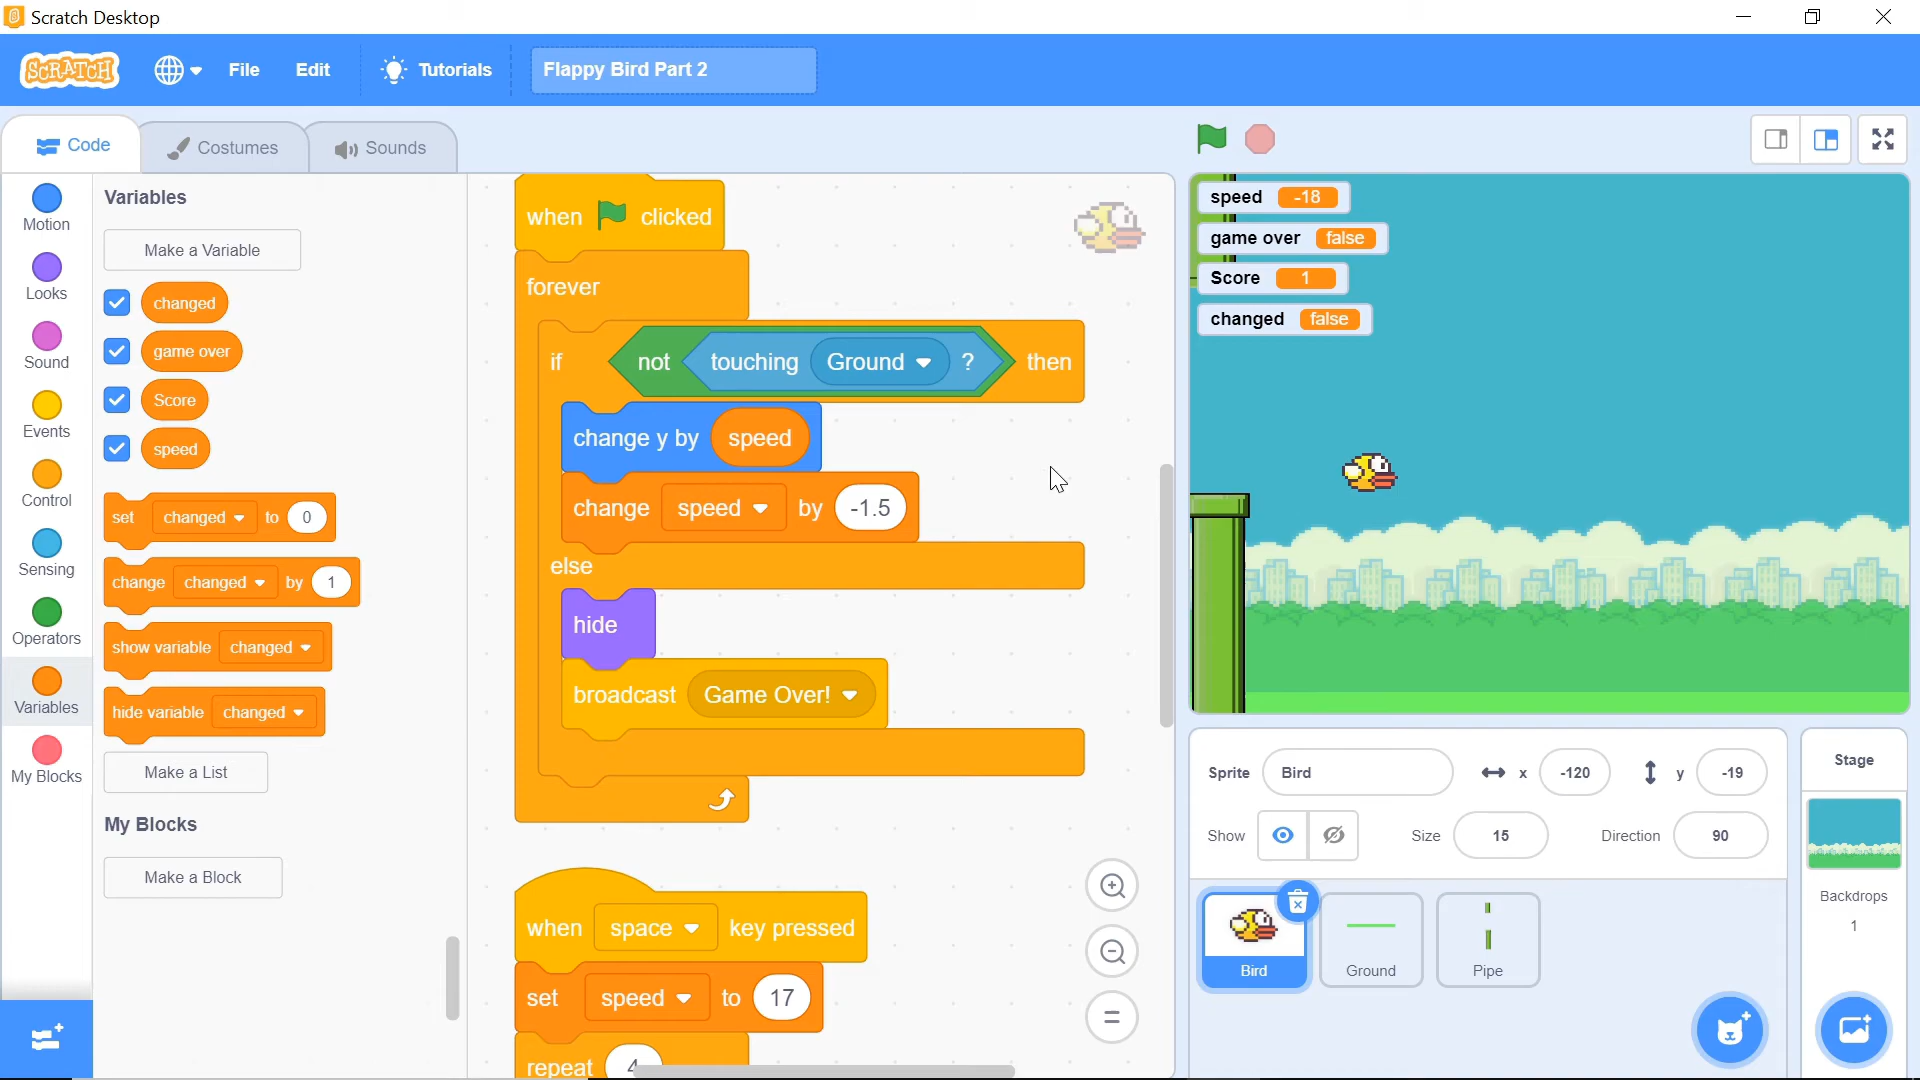 Scratch Desktop
SCRATCH
File
Edit
Tutorials
Flappy Bird Part 2
Code
Costumes
Sounds
Motion
Looks
Sound
Events
Control
Sensing
Operators
Variables
My Blocks
Variables
Make a Variable
changed
game over
Score
speed
set changed to 0
change changed by 1
show variable changed
hide variable changed
Make a List
My Blocks
Make a Block
when clicked
forever
if not touching Ground ? then
change y by speed
change speed by -1.5
else
hide
broadcast Game Over!
when space key pressed
set speed to 17
repeat 4
speed -18
game over false
Score 1
changed false
Sprite Bird x -120 y -19
Show Size 15 Direction 90
Bird
Ground
Pipe
Stage
Backdrops
1